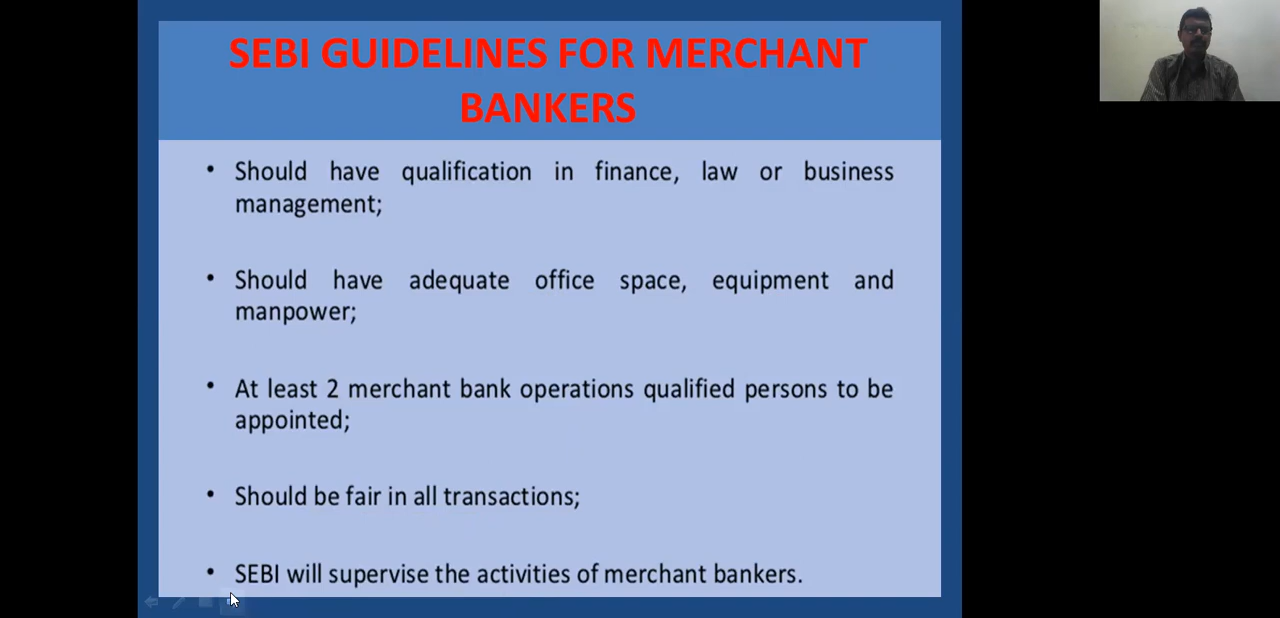 SEBI GUIDELINES FOR MERCHANT
BANKERS
• Should have qualification in finance, law or business
management;
• Should have adequate office space, equipment and
manpower;
• At least 2 merchant bank operations qualified persons to be
appointed;
• Should be fair in all transactions;
• SEBI will supervise the activities of merchant bankers.